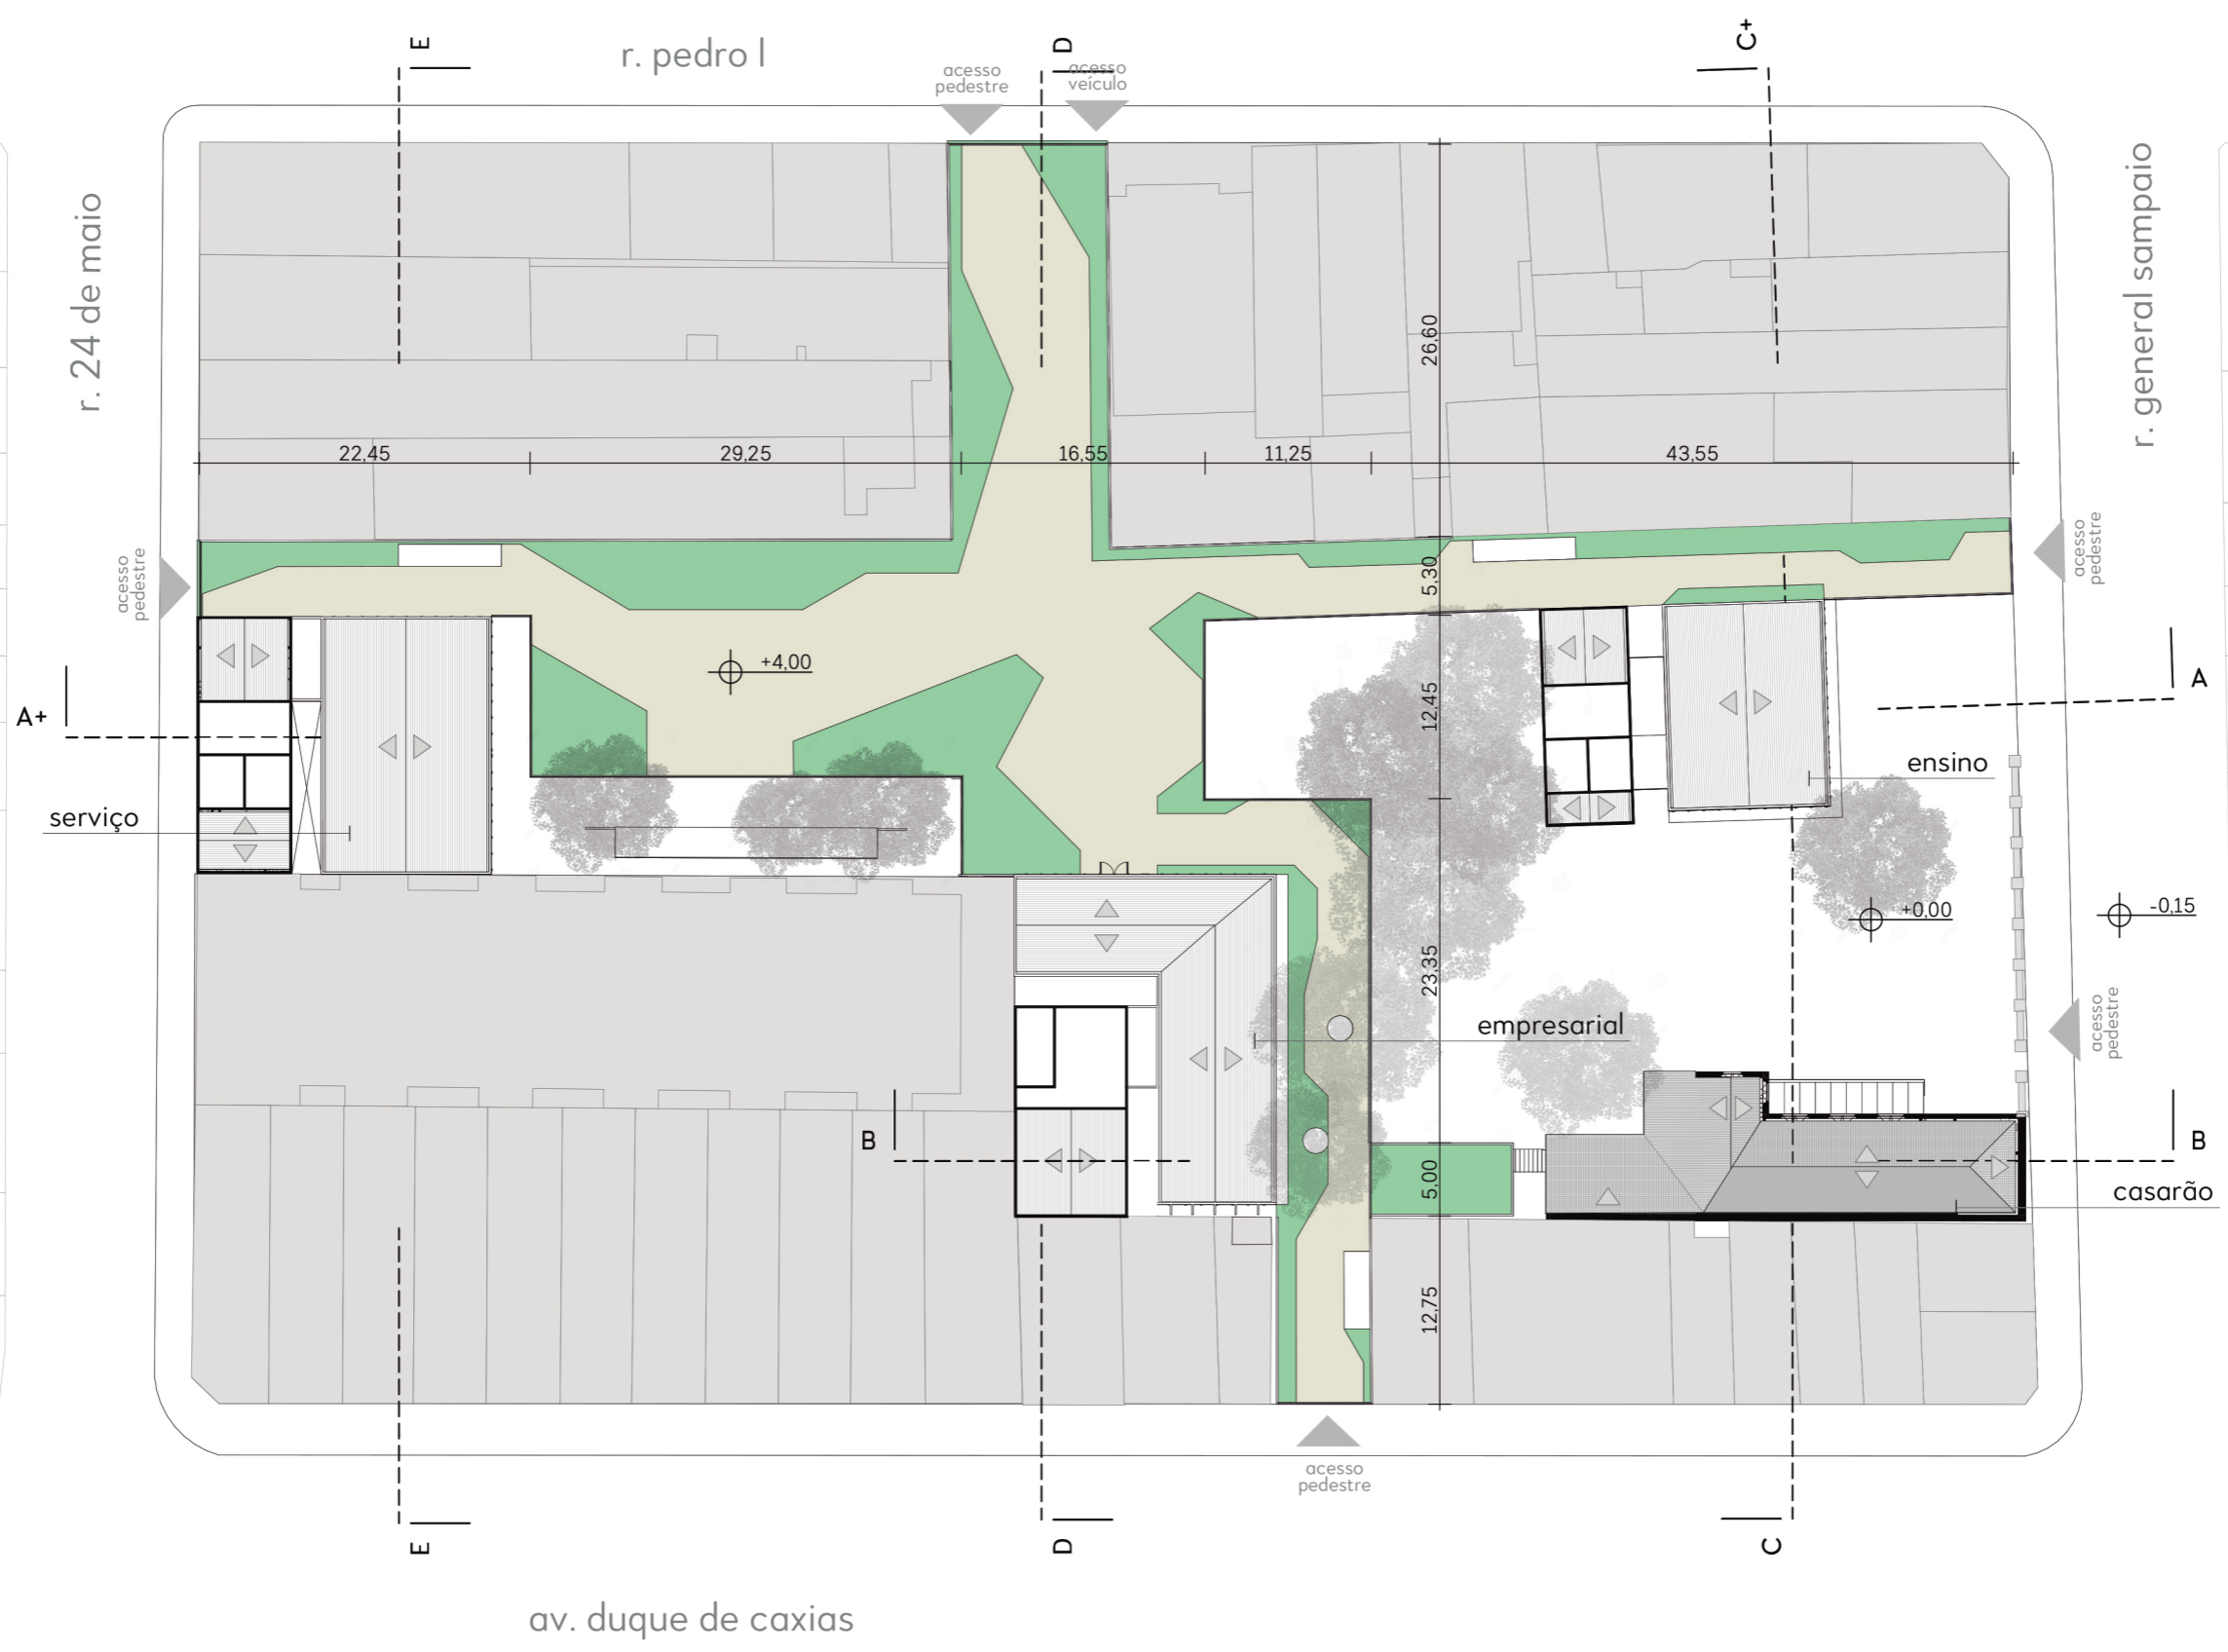 E
r. pedro I
D
C+
acesso
pedestre
acesso
veículo
r. 24 de maio
r. general sampaio
26,60
22,45
29,25
16,55
11,25
43,55
acesso
pedestre
acesso
pedestre
5,30
+4,00
A+
A
12,45
ensino
serviço
+0,00
-0,15
23,35
empresarial
acesso
pedestre
B
B
5,00
casarão
12,75
acesso
pedestre
E
D
C
av. duque de caxias